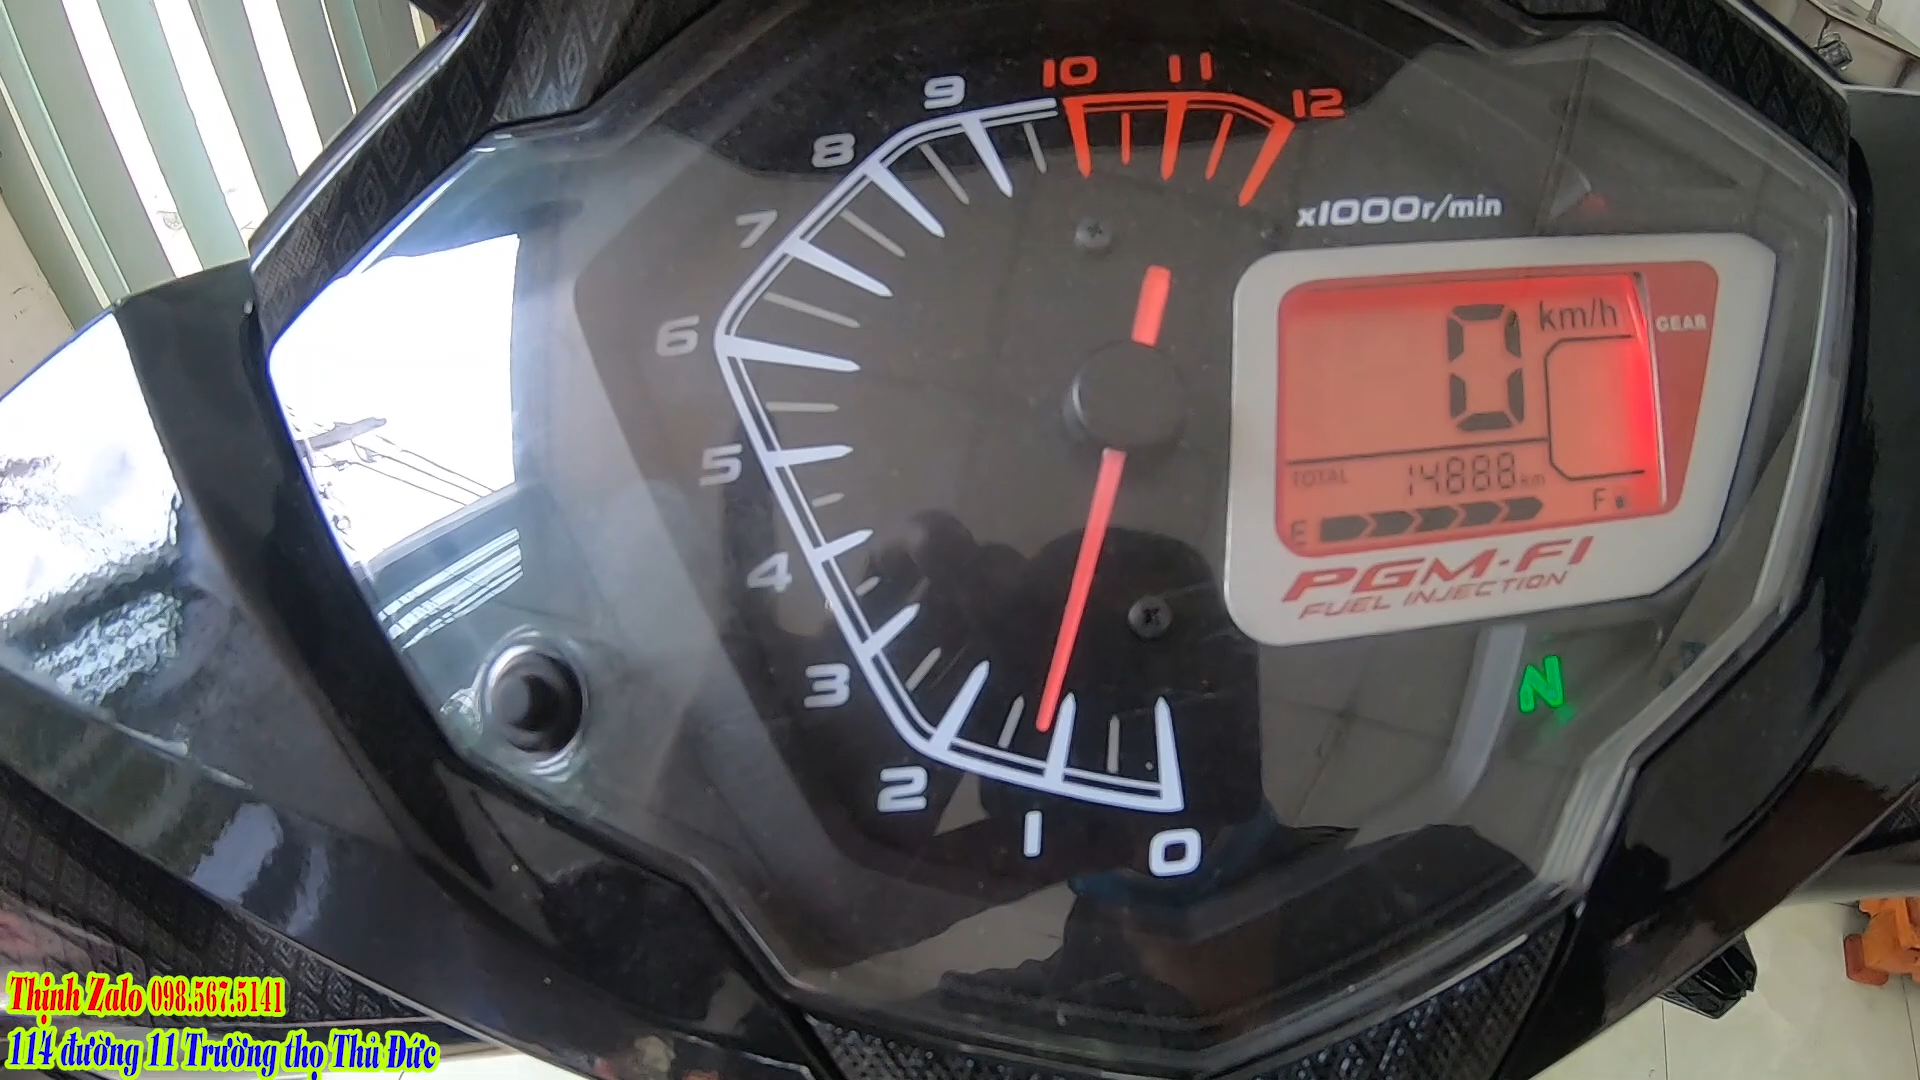 10 11
9 12
8
x1000r/min
7
0 km/h
GEAR
6
5
TOTAL 14888 km
E F
PGM-FI
FUEL INJECTION
4
N
3
2
1 0
Thịnh Zalo 098.567.5141
114 đường 11 Trường thọ Thủ Đức